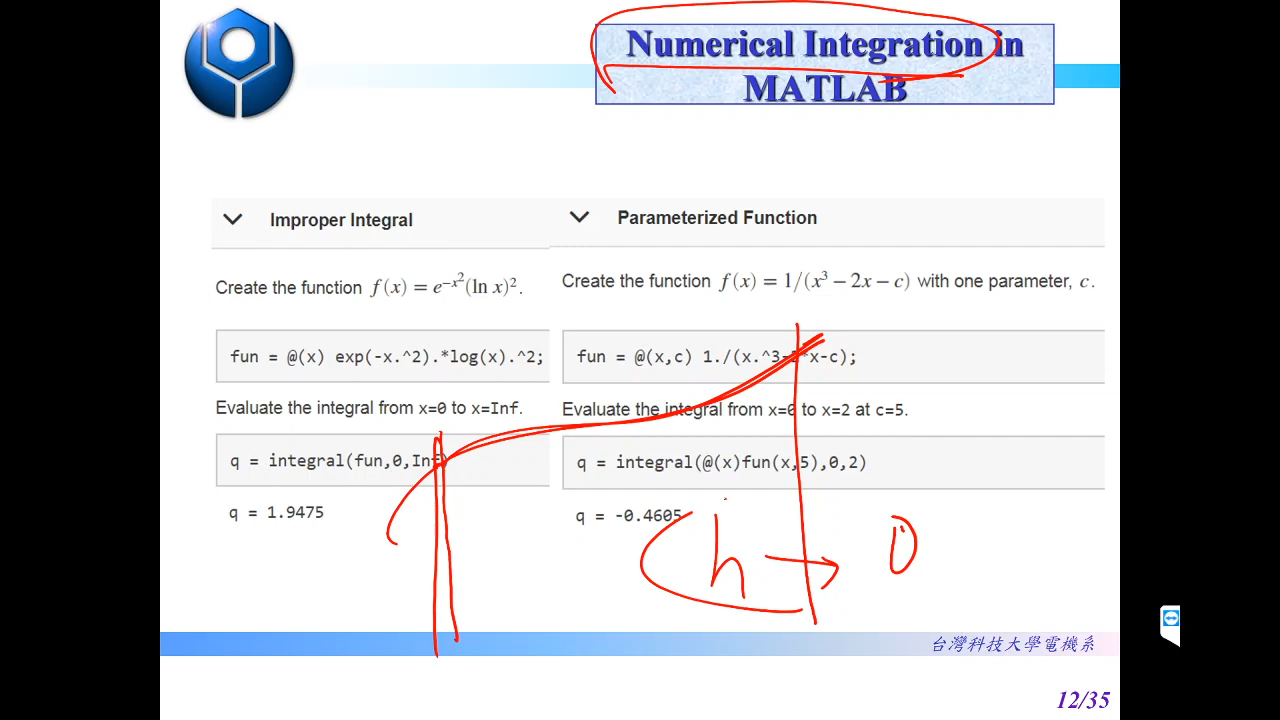 Numerical Integration in
MATLAB
Improper Integral
Create the function f(x) = e^{-x^2}(ln x)^2.
fun = @(x) exp(-x.^2).*log(x).^2;
Evaluate the integral from x=0 to x=Inf.
q = integral(fun,0,Inf)
q = 1.9475
Parameterized Function
Create the function f(x) = 1/(x³ − 2x − c) with one parameter, c.
fun = @(x,c) 1./(x.^3-2*x-c);
Evaluate the integral from x=0 to x=2 at c=5.
q = integral(@(x)fun(x,5),0,2)
q = -0.4605
h → 0
台灣科技大學電機系
12/35